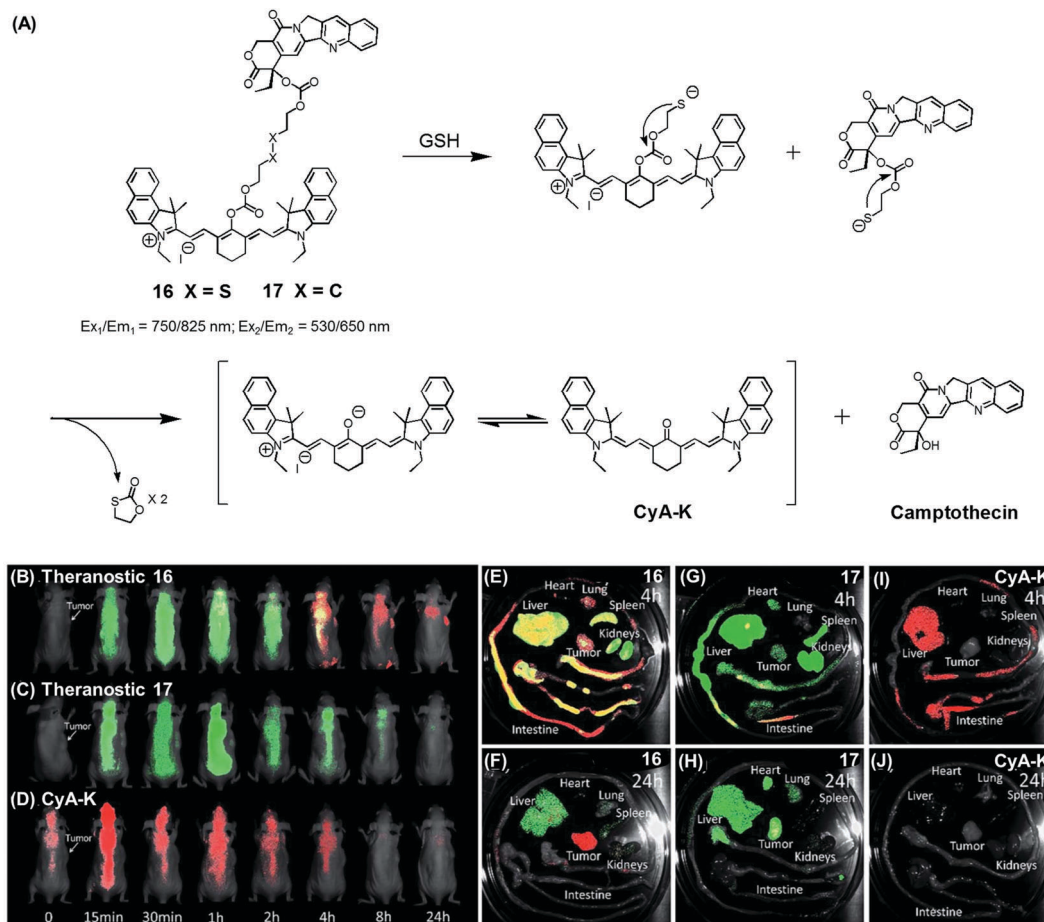 (A)
16 X = S 17 X = C
Ex1/Em1 = 750/825 nm; Ex2/Em2 = 530/650 nm
GSH
+
X 2
CyA-K
+
Camptothecin
(B) Theranostic 16
Tumor
(C) Theranostic 17
Tumor
(D) CyA-K
Tumor
0 15min 30min 1h 2h 4h 8h 24h
(E) 16
4h
Heart
Lung
Liver
Spleen
Kidneys
Tumor
Intestine
(F) 16
24h
Heart
Lung
Liver
Spleen
Tumor
Kidneys
Intestine
(G) 17
4h
Heart
Lung
Spleen
Kidneys
Liver
Tumor
Intestine
(H) 17
24h
Heart
Lung
Liver
Spleen
Tumor
Kidneys
Intestine
(I) CyA-K
4h
Heart
Lung
Spleen
Kidneys
Liver
Tumor
Intestine
(J) CyA-K
24h
Heart
Lung
Liver
Spleen
Tumor
Kidneys
Intestine